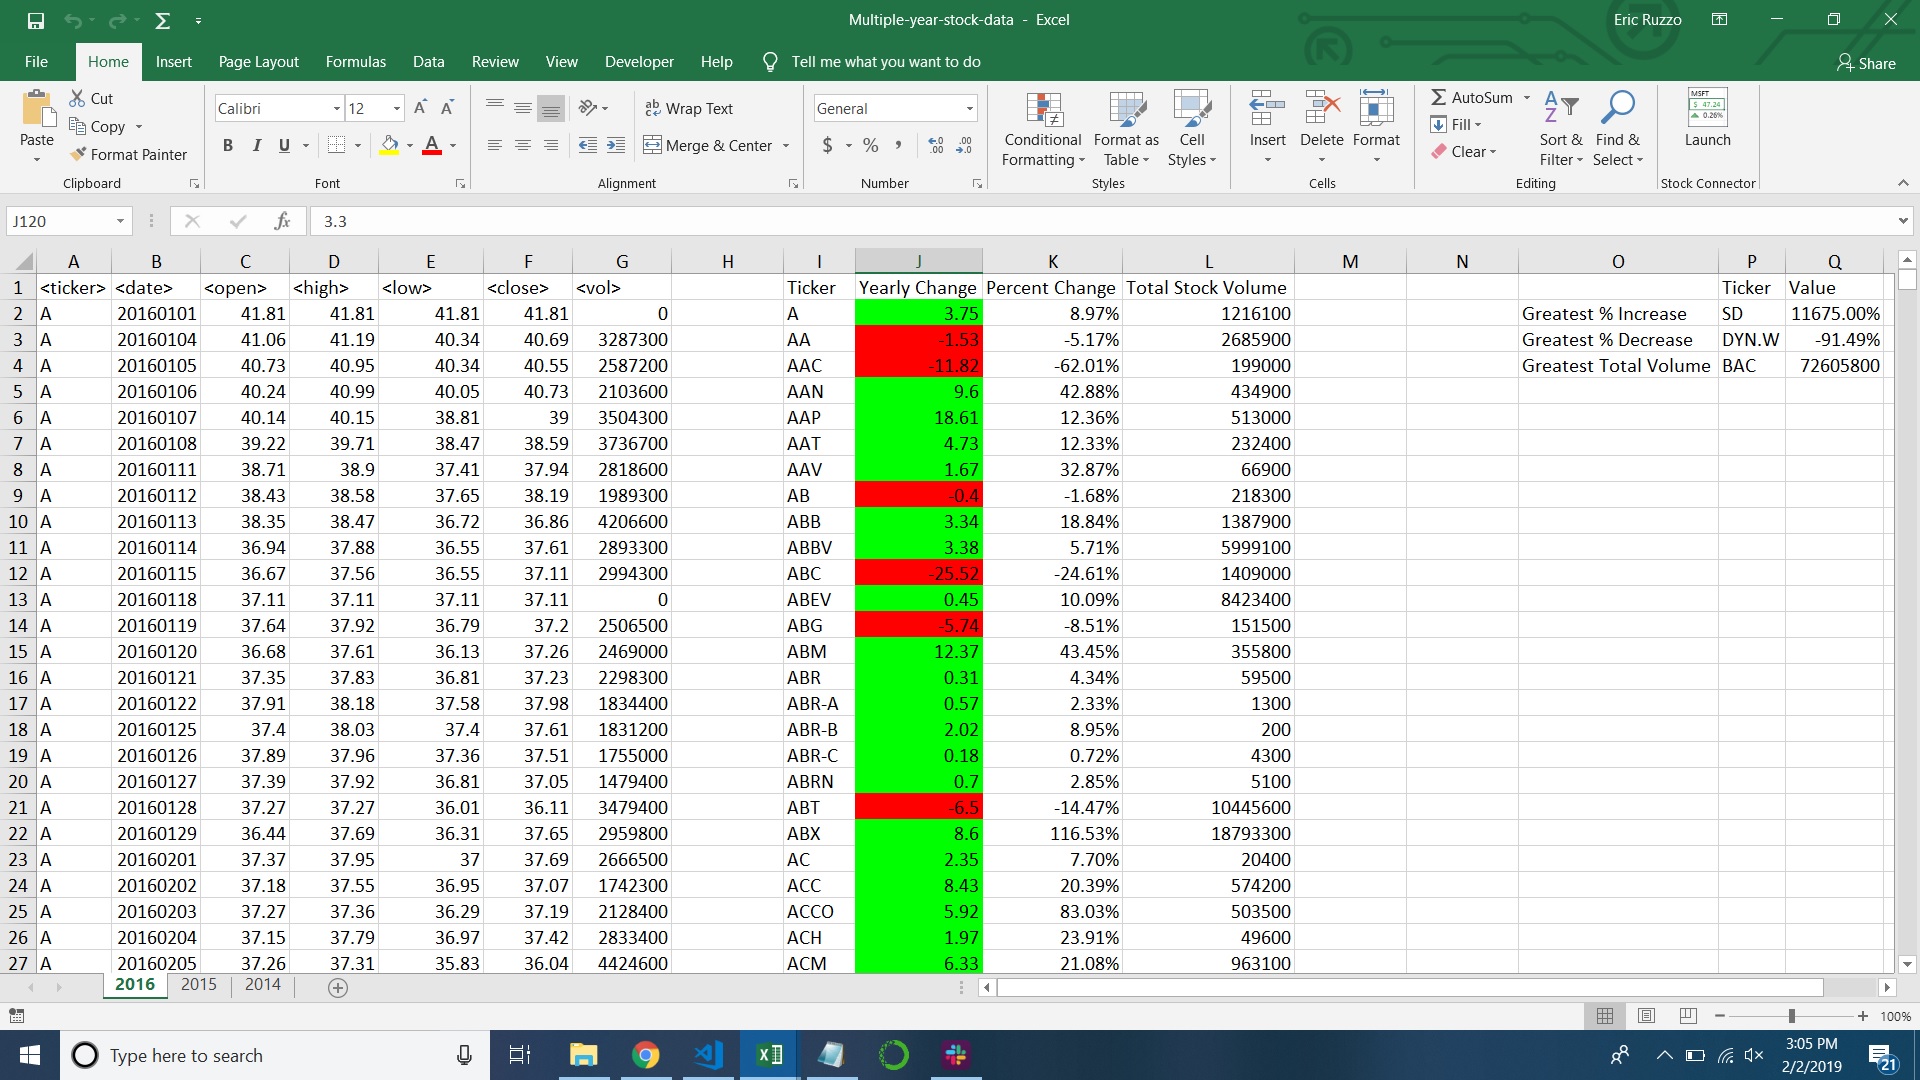 Multiple-year-stock-data - Excel
Eric Ruzzo
File Home Insert Page Layout Formulas Data Review View Developer Help Tell me what you want to do
Share
Paste
Cut
Copy
Format Painter
Clipboard
Calibri 12
B I U
Font
Wrap Text
Merge & Center
Alignment
General
$ % ,
Number
Conditional Formatting
Format as Table
Cell Styles
Styles
Insert Delete Format
Cells
AutoSum
Fill
Clear
Sort & Filter
Find & Select
Editing
MSFT
$ 47.24
0.26%
Launch
Stock Connector
J120 fx 3.3
A B C D E F G H I J K L M N O P Q
1 <ticker> <date> <open> <high> <low> <close> <vol> Ticker Yearly Change Percent Change Total Stock Volume Ticker Value
2 A 20160101 41.81 41.81 41.81 41.81 0 A 3.75 8.97% 1216100 Greatest % Increase SD 11675.00%
3 A 20160104 41.06 41.19 40.34 40.69 3287300 AA -1.53 -5.17% 2685900 Greatest % Decrease DYN.W -91.49%
4 A 20160105 40.73 40.95 40.34 40.55 2587200 AAC -11.82 -62.01% 199000 Greatest Total Volume BAC 72605800
5 A 20160106 40.24 40.99 40.05 40.73 2103600 AAN 9.6 42.88% 434900
6 A 20160107 40.14 40.15 38.81 39 3504300 AAP 18.61 12.36% 513000
7 A 20160108 39.22 39.71 38.47 38.59 3736700 AAT 4.73 12.33% 232400
8 A 20160111 38.71 38.9 37.41 37.94 2818600 AAV 1.67 32.87% 66900
9 A 20160112 38.43 38.58 37.65 38.19 1989300 AB -0.4 -1.68% 218300
10 A 20160113 38.35 38.47 36.72 36.86 4206600 ABB 3.34 18.84% 1387900
11 A 20160114 36.94 37.88 36.55 37.61 2893300 ABBV 3.38 5.71% 5999100
12 A 20160115 36.67 37.56 36.55 37.11 2994300 ABC -25.52 -24.61% 1409000
13 A 20160118 37.11 37.11 37.11 37.11 0 ABEV 0.45 10.09% 8423400
14 A 20160119 37.64 37.92 36.79 37.2 2506500 ABG -5.74 -8.51% 151500
15 A 20160120 36.68 37.61 36.13 37.26 2469000 ABM 12.37 43.45% 355800
16 A 20160121 37.35 37.83 36.81 37.23 2298300 ABR 0.31 4.34% 59500
17 A 20160122 37.91 38.18 37.58 37.98 1834400 ABR-A 0.57 2.33% 1300
18 A 20160125 37.4 38.03 37.4 37.61 1831200 ABR-B 2.02 8.95% 200
19 A 20160126 37.89 37.96 37.36 37.51 1755000 ABR-C 0.18 0.72% 4300
20 A 20160127 37.39 37.92 36.81 37.05 1479400 ABRN 0.7 2.85% 5100
21 A 20160128 37.27 37.27 36.01 36.11 3479400 ABT -6.5 -14.47% 10445600
22 A 20160129 36.44 37.69 36.31 37.65 2959800 ABX 8.6 116.53% 18793300
23 A 20160201 37.37 37.95 37 37.69 2666500 AC 2.35 7.70% 20400
24 A 20160202 37.18 37.55 36.95 37.07 1742300 ACC 8.43 20.39% 574200
25 A 20160203 37.27 37.36 36.29 37.19 2128400 ACCO 5.92 83.03% 503500
26 A 20160204 37.15 37.79 36.97 37.42 2833400 ACH 1.97 23.91% 49600
27 A 20160205 37.26 37.31 35.83 36.04 4424600 ACM 6.33 21.08% 963100
2016 2015 2014
100%
Type here to search
3:05 PM
2/2/2019
21